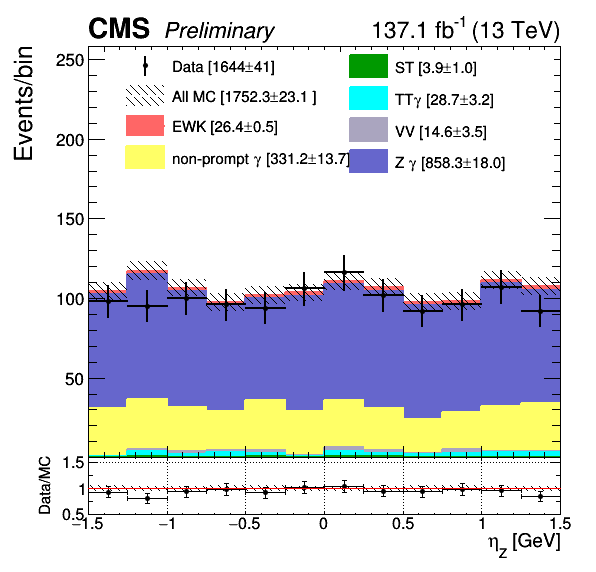 CMS Preliminary 137.1 fb⁻¹ (13 TeV)
Events/bin
250
200
150
100
50
Data [1644±41]
All MC [1752.3±23.1 ]
EWK [26.4±0.5]
non-prompt γ [331.2±13.7]
ST [3.9±1.0]
TTγ [28.7±3.2]
VV [14.6±3.5]
Z γ [858.3±18.0]
Data/MC
1.5
1
0.5
−1.5 −1 −0.5 0 0.5 1 1.5
η_Z [GeV]